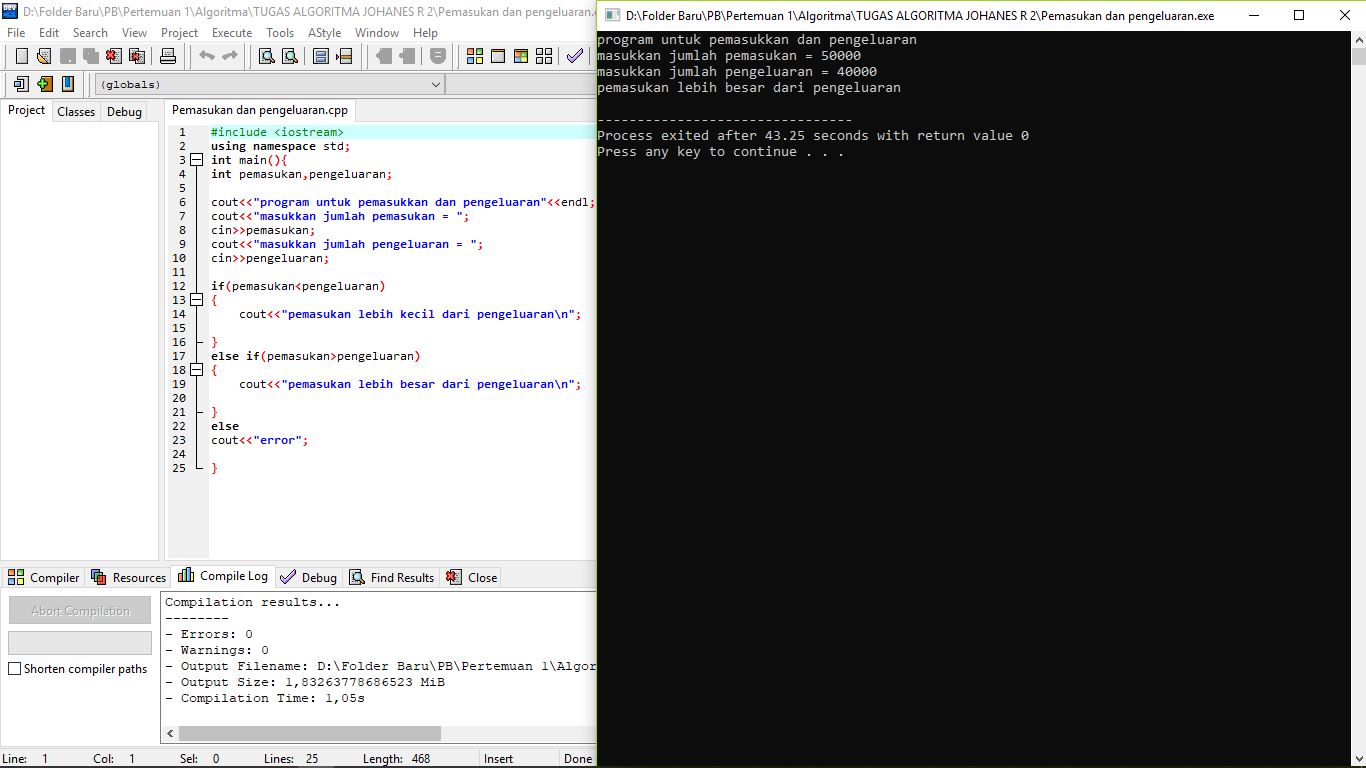 D:\Folder Baru\PB\Pertemuan 1\Algoritma\TUGAS ALGORITMA JOHANES R 2\Pemasukan dan pengeluaran.
File Edit Search View Project Execute Tools AStyle Window Help
(globals)
Project Classes Debug
Pemasukan dan pengeluaran.cpp
1 #include <iostream>
2 using namespace std;
3 int main(){
4 int pemasukan,pengeluaran;
5
6 cout<<"program untuk pemasukkan dan pengeluaran"<<endl;
7 cout<<"masukkan jumlah pemasukan = ";
8 cin>>pemasukan;
9 cout<<"masukkan jumlah pengeluaran = ";
10 cin>>pengeluaran;
11
12 if(pemasukan<pengeluaran)
13 {
14 cout<<"pemasukan lebih kecil dari pengeluaran\n";
15
16 }
17 else if(pemasukan>pengeluaran)
18 {
19 cout<<"pemasukan lebih besar dari pengeluaran\n";
20
21 }
22 else
23 cout<<"error";
24
25 }
Compiler Resources Compile Log Debug Find Results Close
Abort Compilation
Shorten compiler paths
Compilation results...
--------
- Errors: 0
- Warnings: 0
- Output Filename: D:\Folder Baru\PB\Pertemuan 1\Algor
- Output Size: 1,83263778686523 MiB
- Compilation Time: 1,05s
Line: 1 Col: 1 Sel: 0 Lines: 25 Length: 468 Insert Done
D:\Folder Baru\PB\Pertemuan 1\Algoritma\TUGAS ALGORITMA JOHANES R 2\Pemasukan dan pengeluaran.exe
program untuk pemasukkan dan pengeluaran
masukkan jumlah pemasukan = 50000
masukkan jumlah pengeluaran = 40000
pemasukan lebih besar dari pengeluaran
--------------------------------
Process exited after 43.25 seconds with return value 0
Press any key to continue . . .